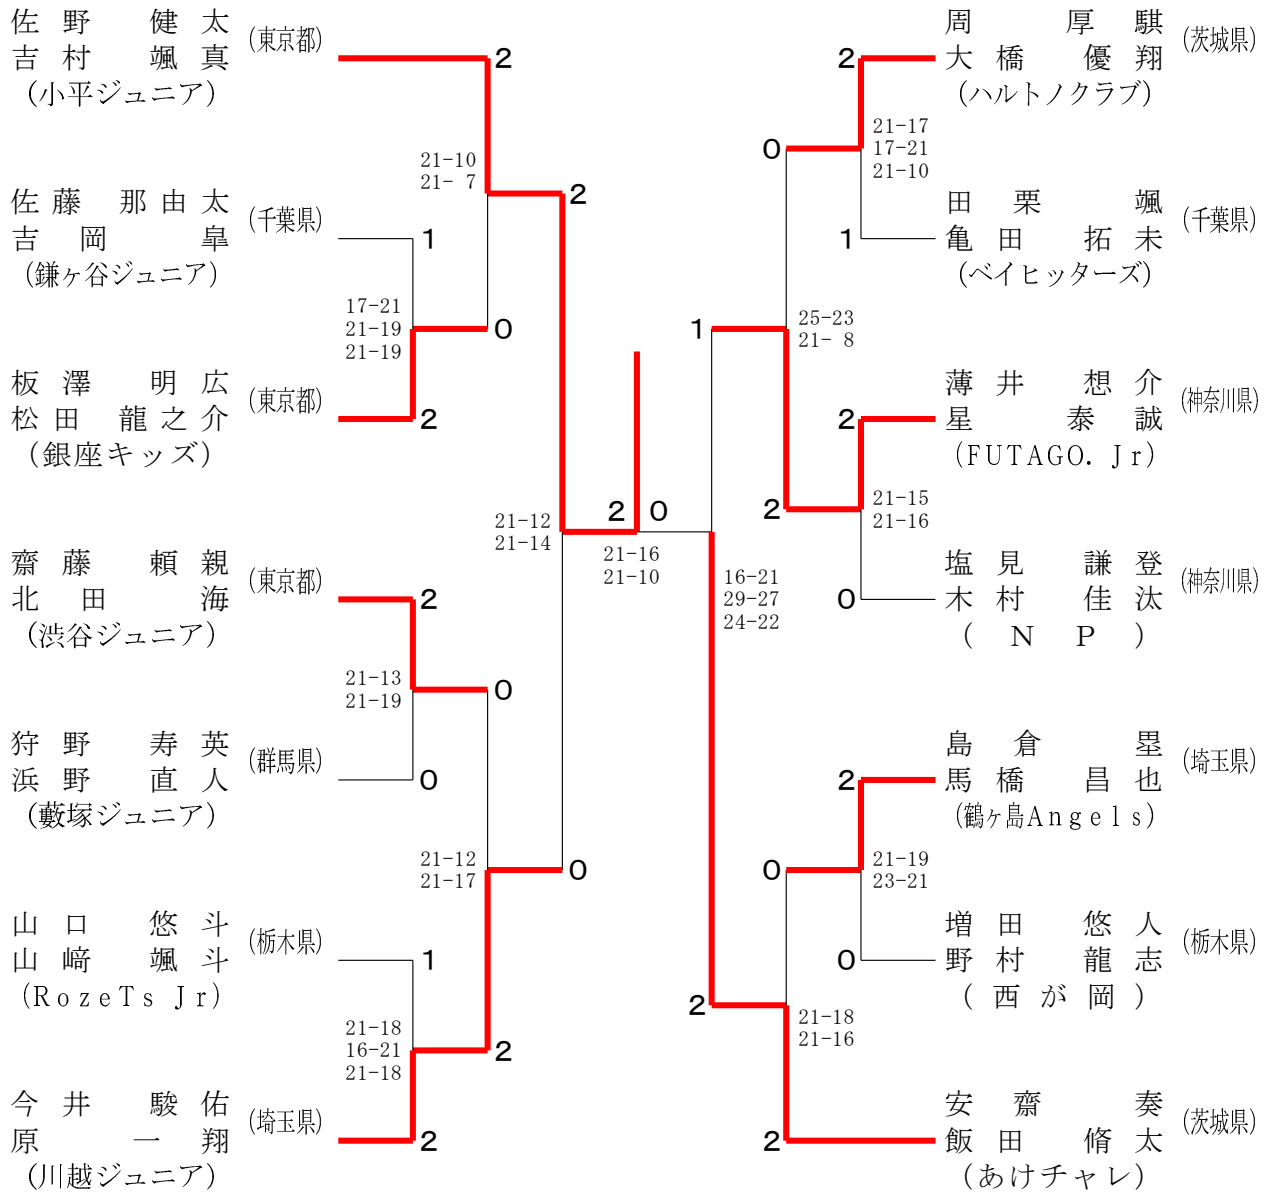 佐野 健太
吉村 颯真
(小平ジュニア)
(東京都)
2
21-10
21- 7
2
佐藤 那由太
吉岡 皐
(鎌ヶ谷ジュニア)
(千葉県)
1
17-21
21-19
21-19
0
板澤 明広
松田 龍之介
(銀座キッズ)
(東京都)
2
21-12
21-14
2
0
21-16
21-10
齋藤 頼親
北田 海
(渋谷ジュニア)
(東京都)
2
21-13
21-19
0
狩野 寿英
浜野 直人
(藪塚ジュニア)
(群馬県)
0
21-12
21-17
0
山口 悠斗
山﨑 颯斗
(RozeTs Jr)
(栃木県)
1
21-18
16-21
21-18
2
今井 駿佑
原 一翔
(川越ジュニア)
(埼玉県)
2
周 厚騏
大橋 優翔
(ハルトノクラブ)
(茨城県)
2
21-17
17-21
21-10
0
田栗 颯
亀田 拓未
(ベイヒッターズ)
(千葉県)
1
25-23
21- 8
1
薄井 想介
星 泰誠
(FUTAGO. Jr)
(神奈川県)
2
21-15
21-16
2
塩見 謙登
木村 佳汰
(NP)
(神奈川県)
0
16-21
29-27
24-22
島倉 塁
馬橋 昌也
(鶴ヶ島Angels)
(埼玉県)
2
21-19
23-21
0
増田 悠人
野村 龍志
(西が岡)
(栃木県)
0
21-18
21-16
2
安齋 奏
飯田 脩太
(あけチャレ)
(茨城県)
2